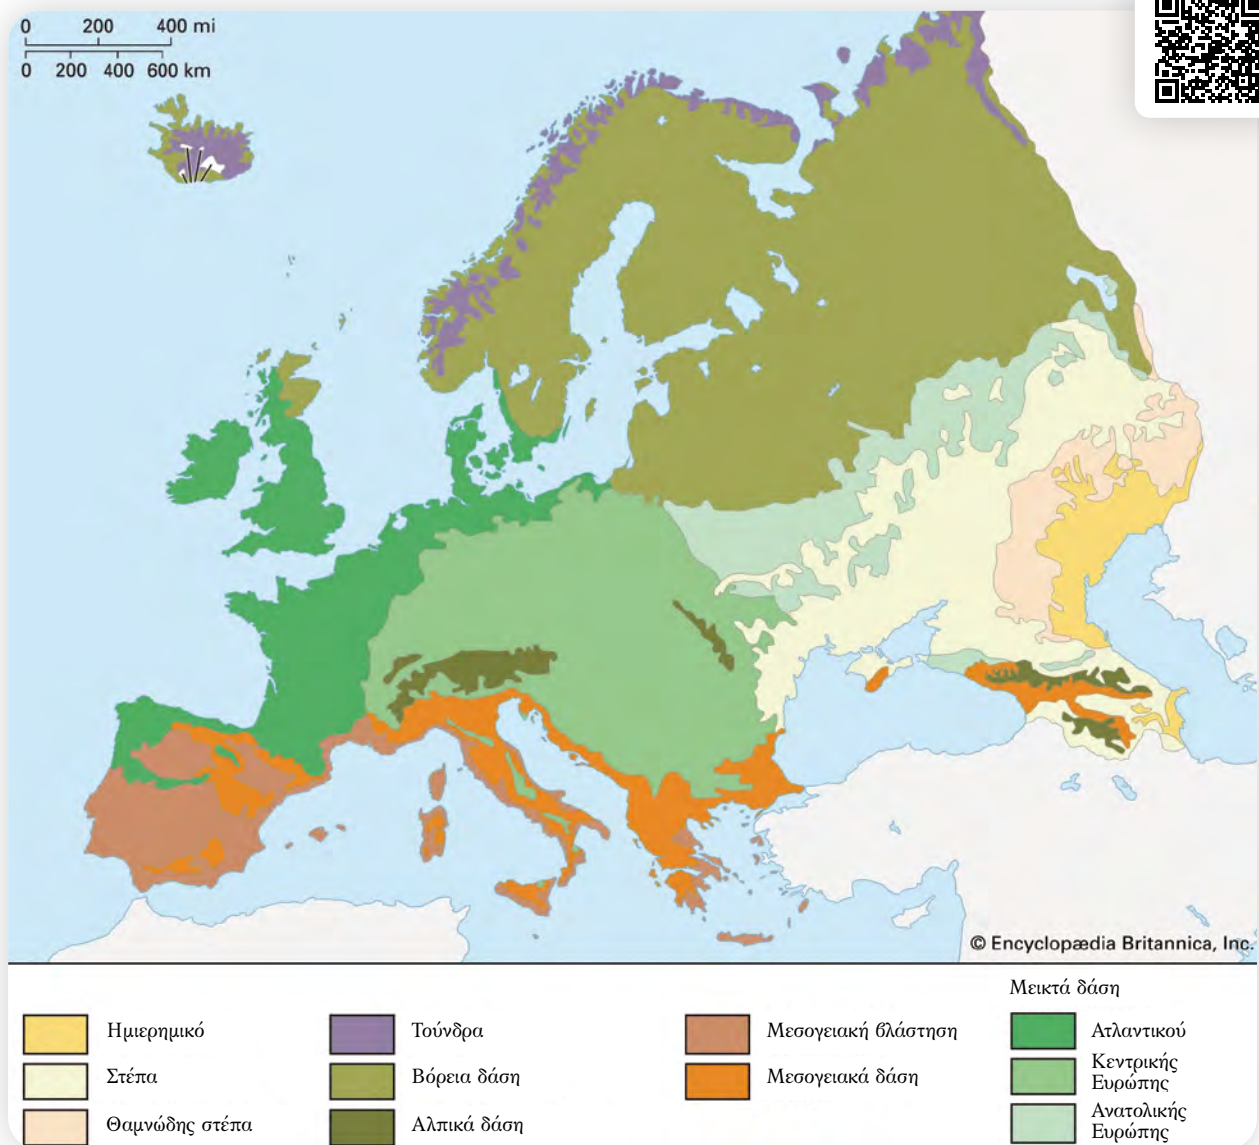 0 200 400 mi
0 200 400 600 km
© Encyclopædia Britannica, Inc.
Ημιερημικό
Στέπα
Θαμνώδης στέπα
Τούνδρα
Βόρεια δάση
Αλπικά δάση
Μεσογειακή βλάστηση
Μεσογειακά δάση
Μεικτά δάση
Ατλαντικού
Κεντρικής
Ευρώπης
Ανατολικής
Ευρώπης